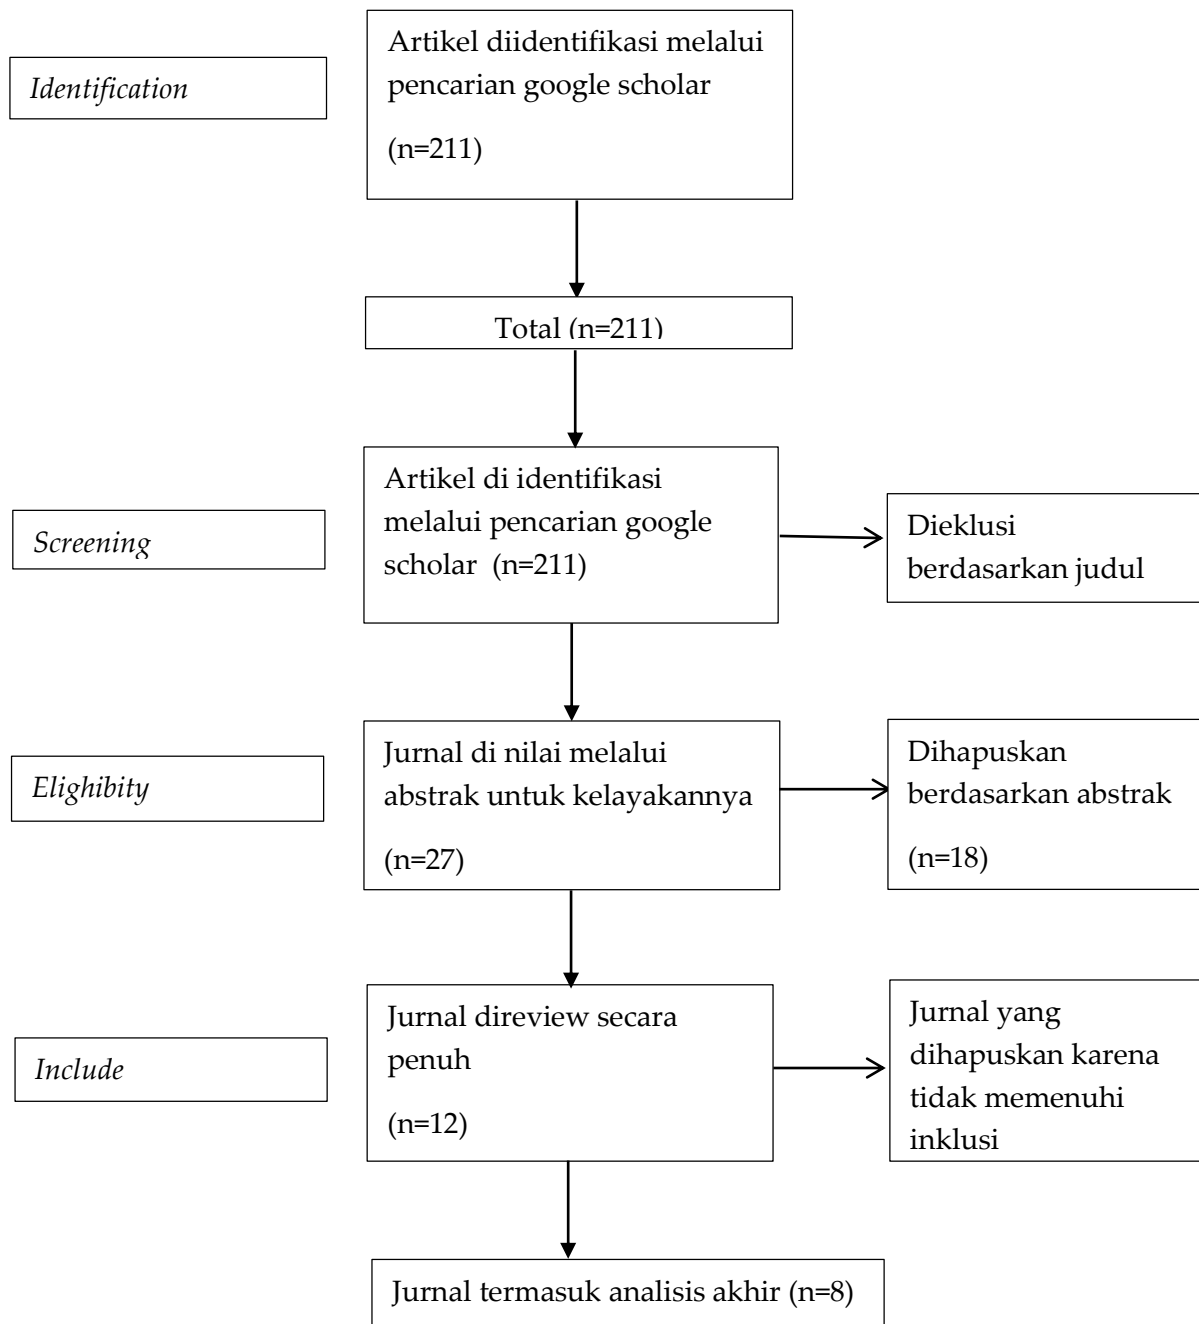 Identification
Artikel diidentifikasi melalui
pencarian google scholar
(n=211)
Total (n=211)
Screening
Artikel di identifikasi
melalui pencarian google
scholar  (n=211)
Dieklusi
berdasarkan judul
Elighibity
Jurnal di nilai melalui
abstrak untuk kelayakannya
(n=27)
Dihapuskan
berdasarkan abstrak
(n=18)
Include
Jurnal direview secara
penuh
(n=12)
Jurnal yang
dihapuskan karena
tidak memenuhi
inklusi
Jurnal termasuk analisis akhir (n=8)